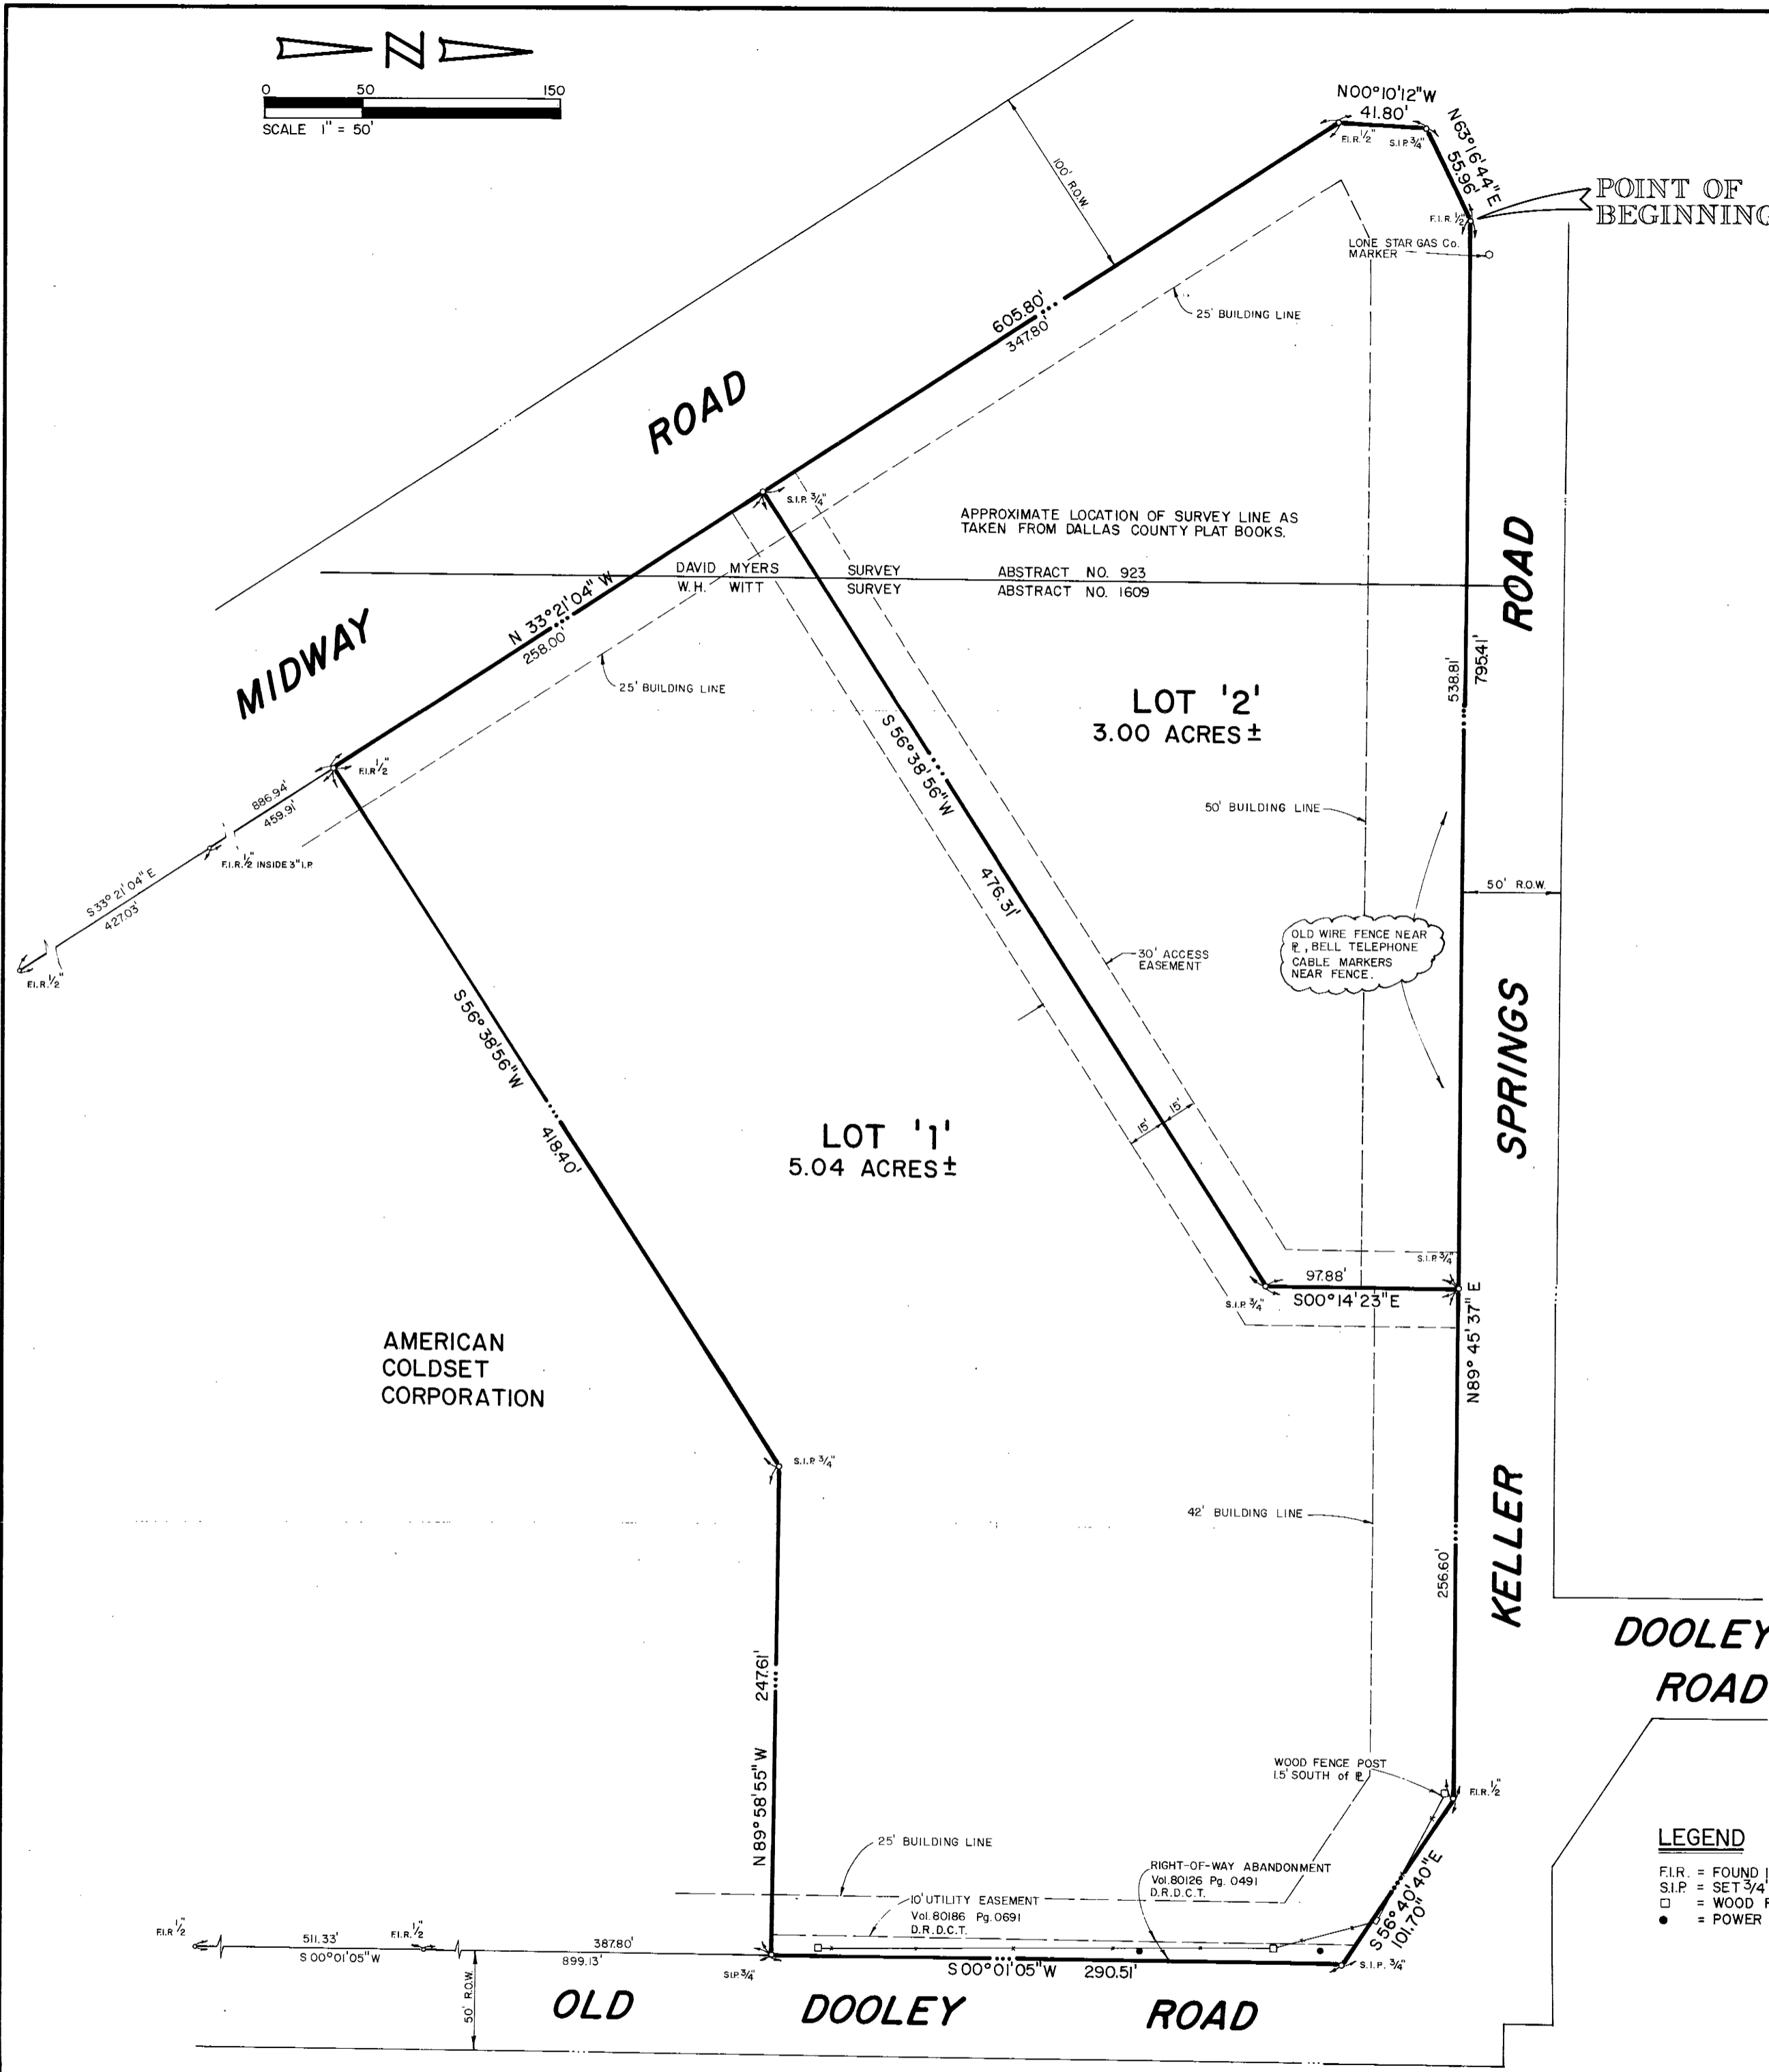 N
0 50 150
SCALE 1" = 50'
N00°10'12"W
41.80'
F.I.R. 1/2"
S.I.P. 3/4"
N 63°16'44"E
55.96'
POINT OF
BEGINNING
F.I.R. 1/2"
LONE STAR GAS Co.
MARKER
100' R.O.W.
605.80'
347.80'
25' BUILDING LINE
MIDWAY ROAD
S.I.P. 3/4"
APPROXIMATE LOCATION OF SURVEY LINE AS
TAKEN FROM DALLAS COUNTY PLAT BOOKS.
DAVID MYERS SURVEY ABSTRACT NO. 923
W.H. WITT SURVEY ABSTRACT NO. 1609
N 33°21'04" W
258.00'
25' BUILDING LINE
F.I.R. 1/2"
886.94'
459.91'
F.I.R. 1/2" INSIDE 3" I.P.
S 33° 21' 04" E
427.03'
F.I.R. 1/2"
LOT '2'
3.00 ACRES ±
538.81'
795.41'
S 56°38'56"W
476.31'
50' BUILDING LINE
50' R.O.W.
OLD WIRE FENCE NEAR
PL, BELL TELEPHONE
CABLE MARKERS
NEAR FENCE.
30' ACCESS
EASEMENT
15' 15'
S 56° 38' 56" W
418.40'
LOT '1'
5.04 ACRES ±
S.I.P. 3/4"
97.88'
S00°14'23"E
S.I.P. 3/4"
N89° 45' 37" E
KELLER SPRINGS ROAD
AMERICAN
COLDSET
CORPORATION
S.I.P. 3/4"
42' BUILDING LINE
256.60'
247.61'
N 89° 58' 55" W
DOOLEY
ROAD
WOOD FENCE POST
1.5' SOUTH of PL
F.I.R. 1/2"
25' BUILDING LINE
RIGHT-OF-WAY ABANDONMENT
Vol. 80126 Pg. 0491
D.R.D.C.T.
10' UTILITY EASEMENT
Vol. 80186 Pg. 0691
D.R.D.C.T.
S 56° 40' 40" E
101.70'
S.I.P. 3/4"
LEGEND
F.I.R. = FOUND
S.I.P. = SET 3/4"
= WOOD
= POWER
F.I.R. 1/2"
511.33'
S 00°01'05"W
F.I.R. 1/2"
387.80'
899.13'
S.I.P. 3/4"
S 00°01'05"W 290.51'
50' R.O.W.
OLD DOOLEY ROAD